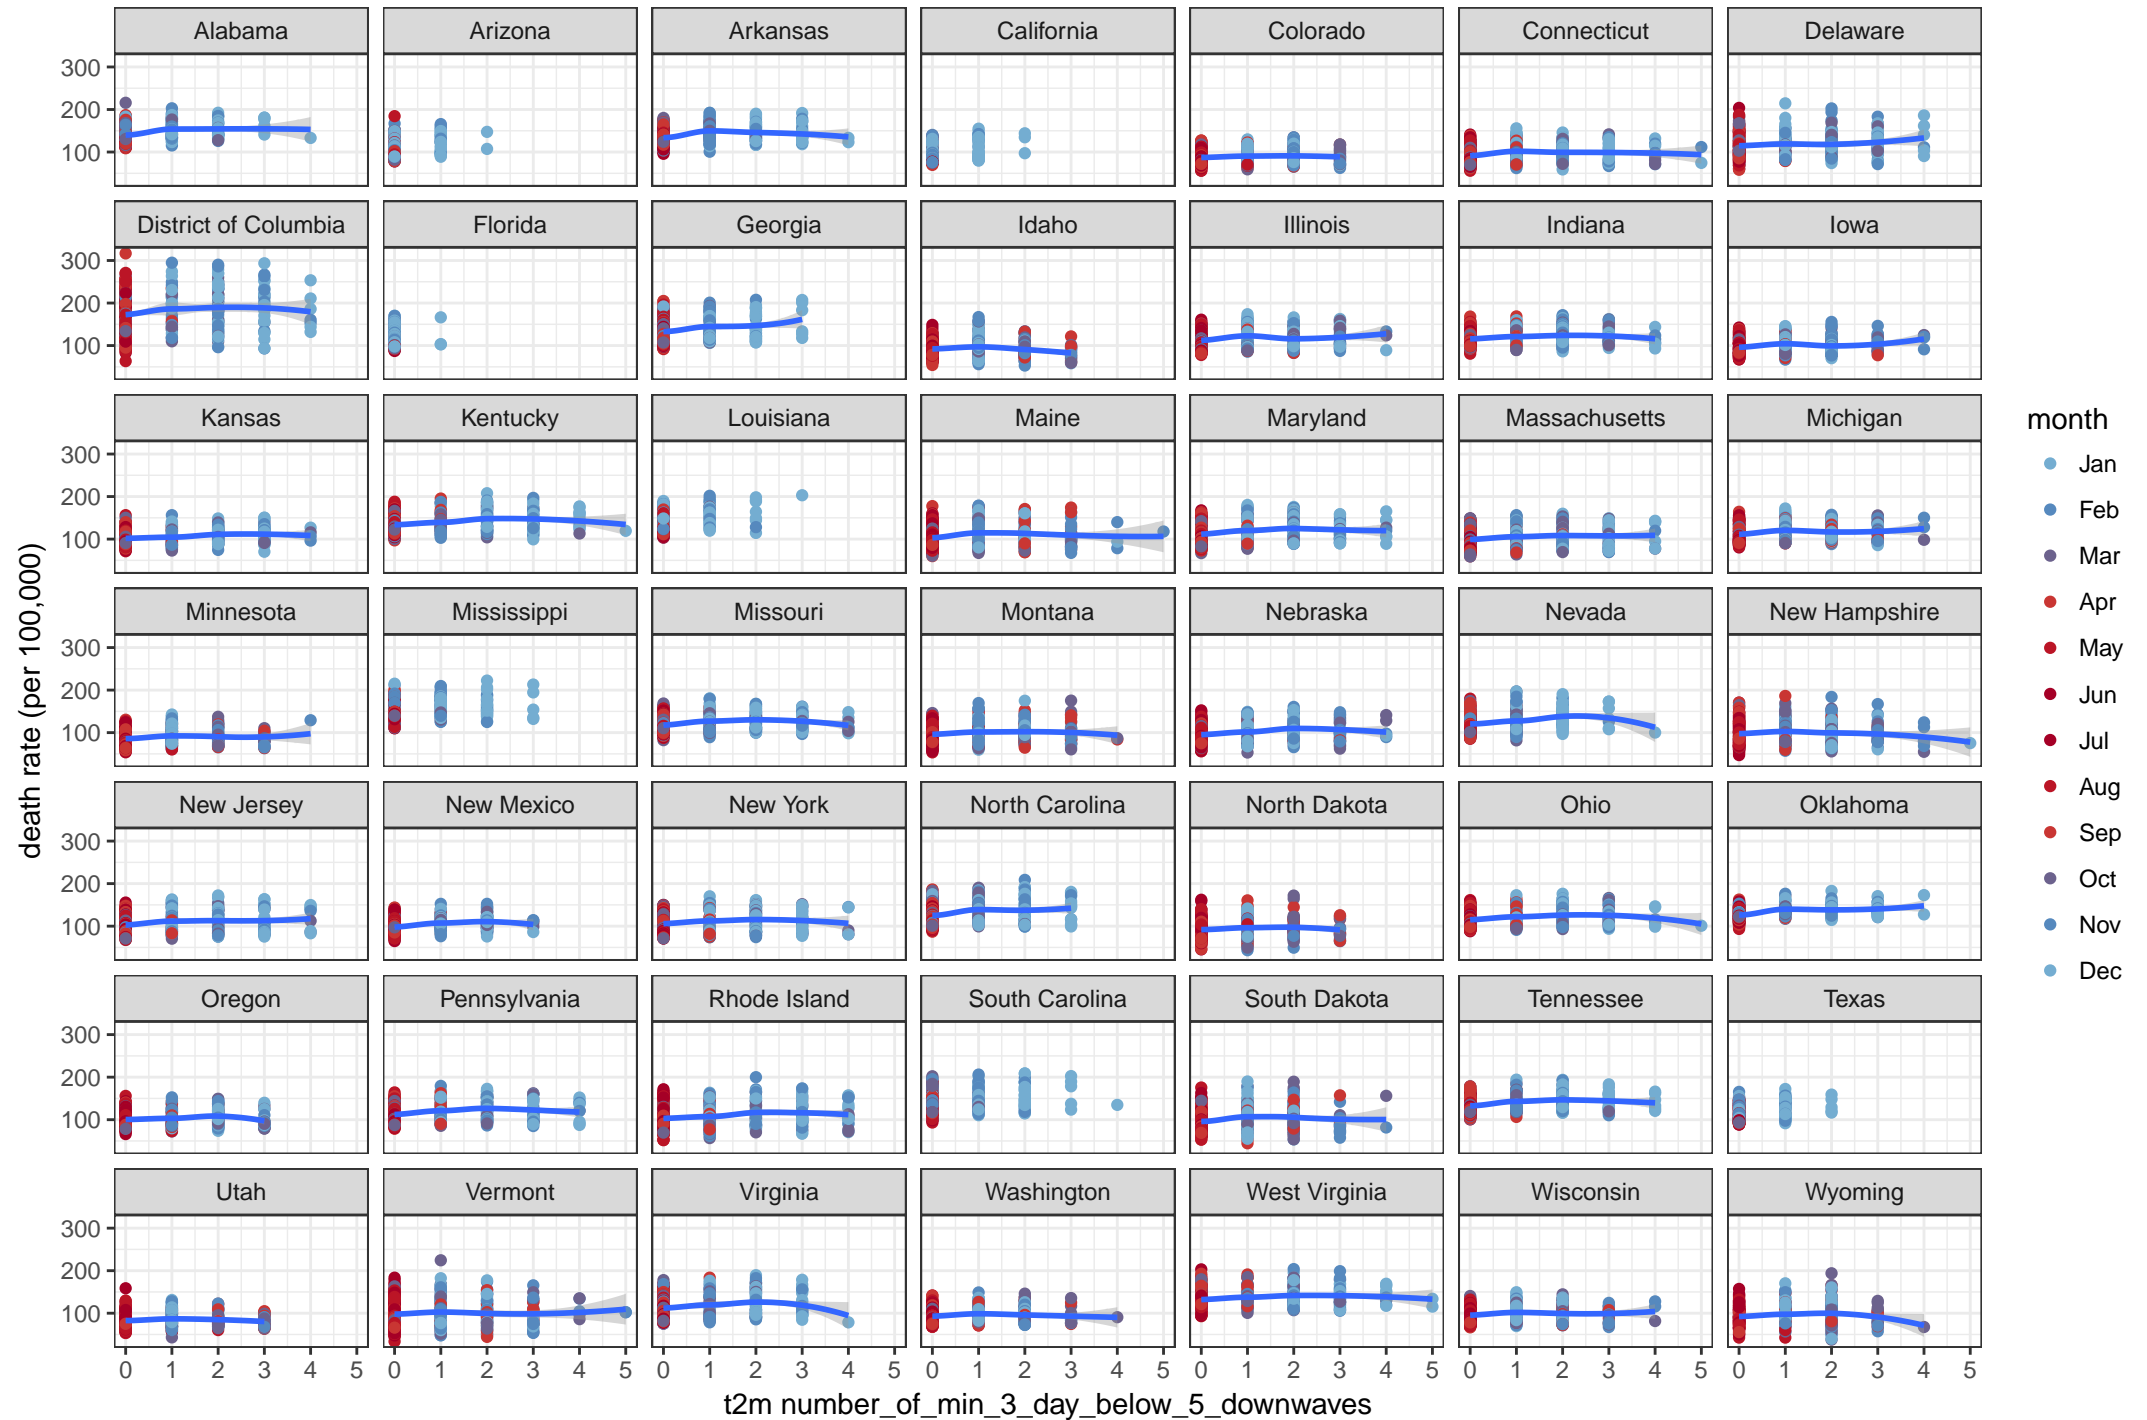 Alabama Arizona Arkansas California Colorado Connecticut Delaware
300
200
100
District of Columbia Florida Georgia Idaho Illinois Indiana Iowa
300
200
100
Kansas Kentucky Louisiana Maine Maryland Massachusetts Michigan
300
200
100
Minnesota Mississippi Missouri Montana Nebraska Nevada New Hampshire
300
200
100
New Jersey New Mexico New York North Carolina North Dakota Ohio Oklahoma
300
200
100
Oregon Pennsylvania Rhode Island South Carolina South Dakota Tennessee Texas
300
200
100
Utah Vermont Virginia Washington West Virginia Wisconsin Wyoming
300
200
100
0 1 2 3 4 5 0 1 2 3 4 5 0 1 2 3 4 5 0 1 2 3 4 5 0 1 2 3 4 5 0 1 2 3 4 5 0 1 2 3 4 5
t2m number_of_min_3_day_below_5_downwaves
death rate (per 100,000)
month
Jan
Feb
Mar
Apr
May
Jun
Jul
Aug
Sep
Oct
Nov
Dec